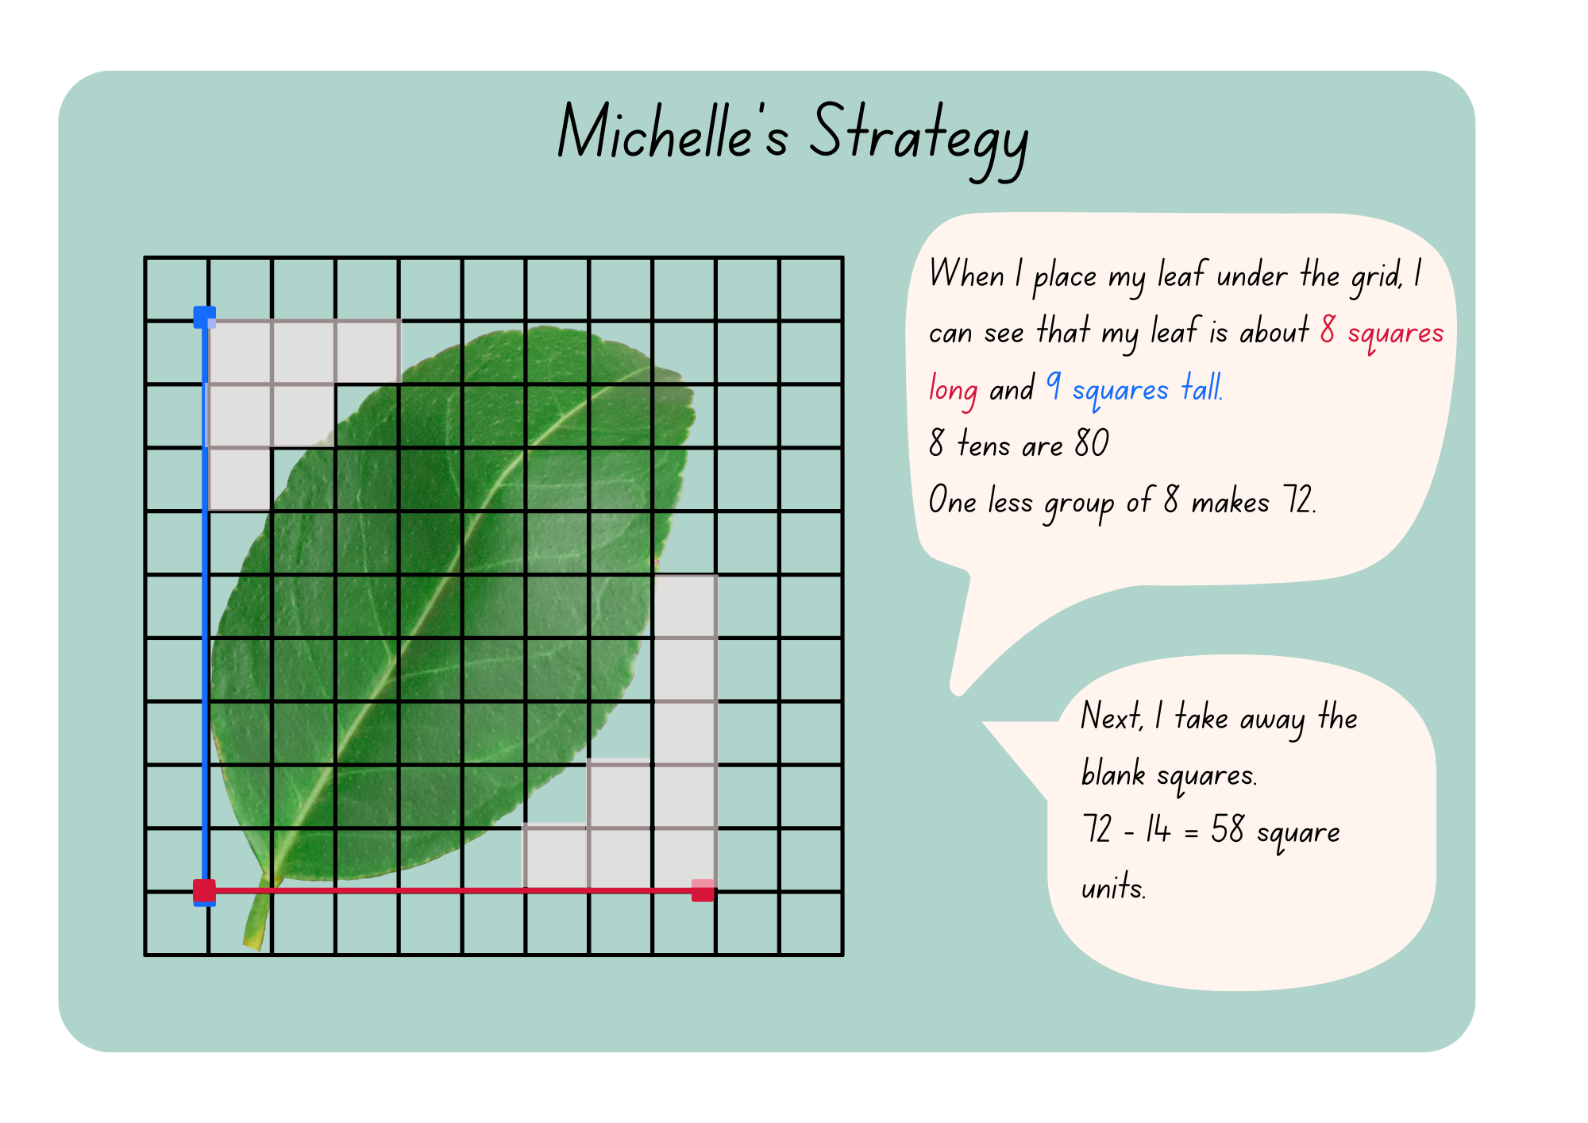 Michelle's Strategy
When I place my leaf under the grid, I
can see that my leaf is about 8 squares
long and 9 squares tall.
8 tens are 80
One less group of 8 makes 72.
Next, I take away the
blank squares.
72 - 14 = 58 square
units.